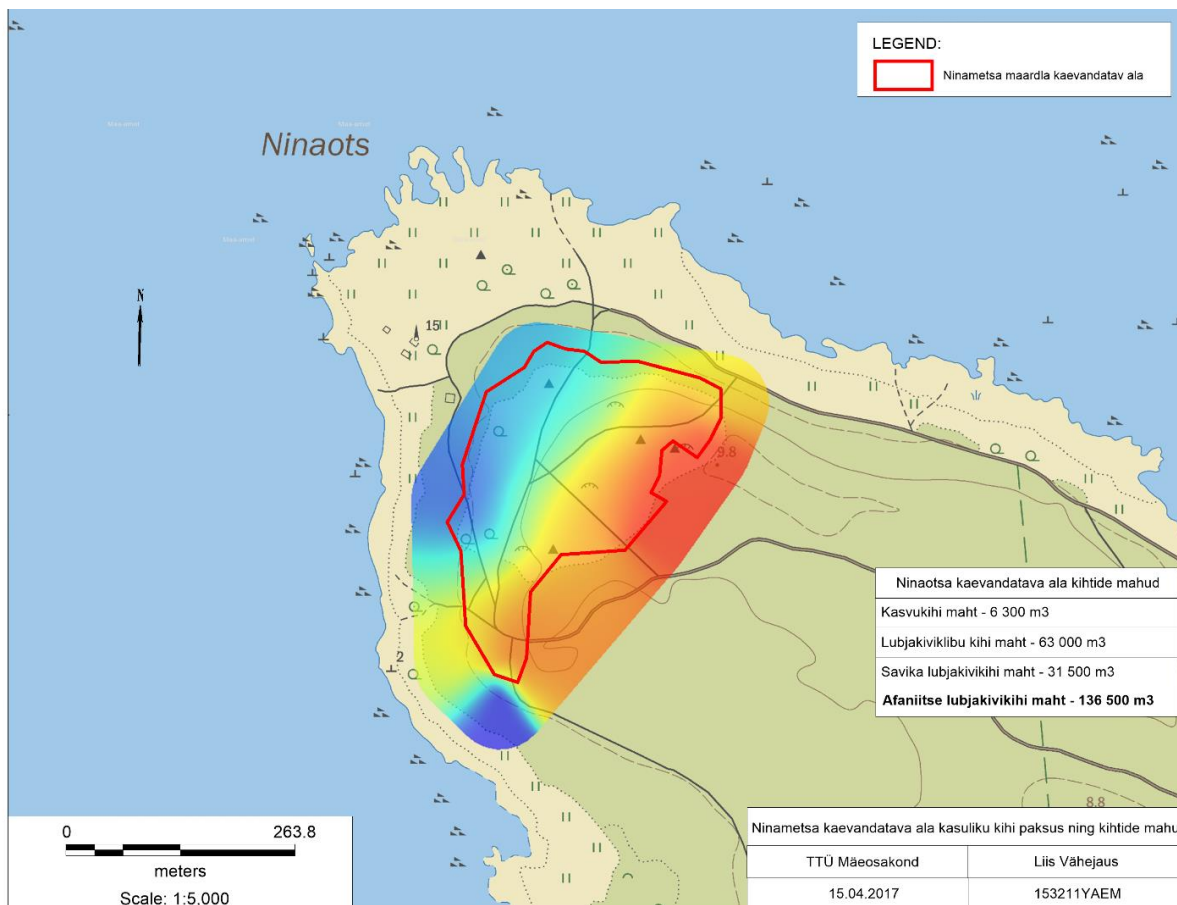 LEGEND:
Ninametsa maardla kaevandatav ala
Ninaots
N
15
9.8
2
Ninaotsa kaevandatava ala kihtide mahud
Kasvukihi maht - 6 300 m3
Lubjakiviklibu kihi maht - 63 000 m3
Savika lubjakivikihi maht - 31 500 m3
Afaniitse lubjakivikihi maht - 136 500 m3
8.8
0 263.8
meters
Scale: 1:5,000
Ninametsa kaevandatava ala kasuliku kihi paksus ning kihtide mahu
TTÜ Mäeosakond Liis Vähejaus
15.04.2017 153211YAEM